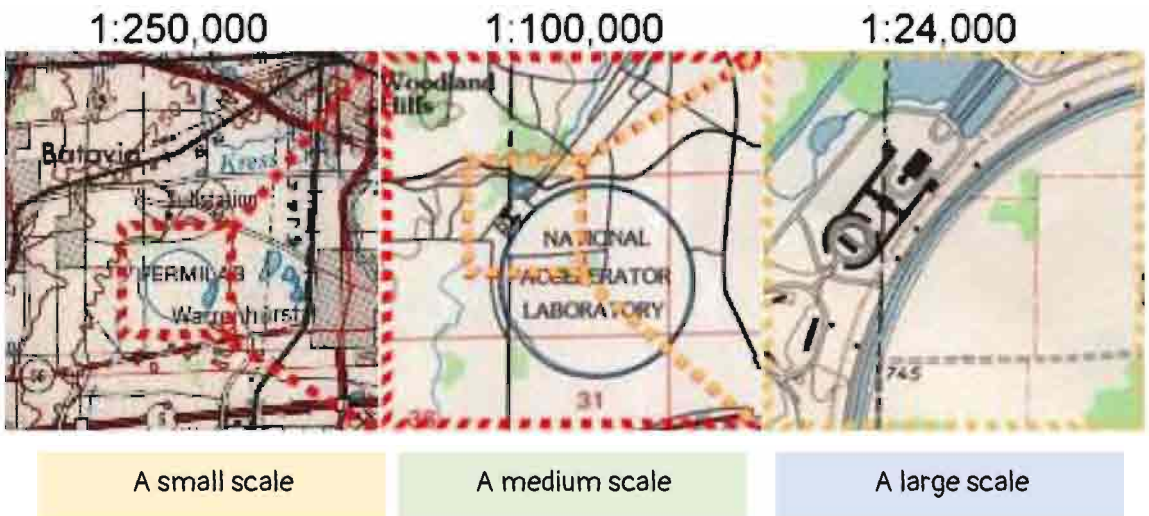 1:250,000
1:100,000
1:24,000
Batavia
Kress
FERMILAB
Warrenhurst
Woodland
Hills
NATIONAL
ACCELERATOR
LABORATORY
31
745
A small scale
A medium scale
A large scale